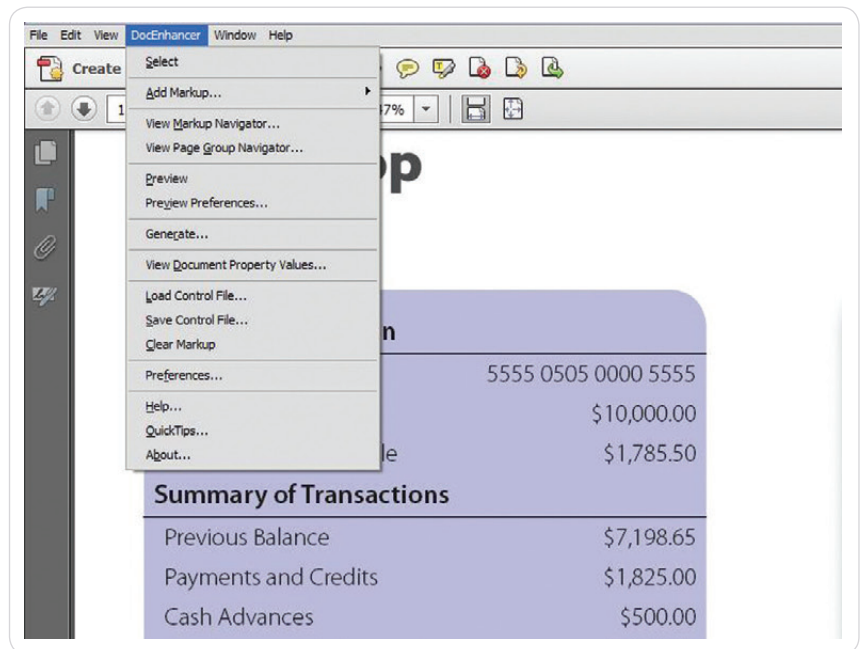 File Edit View DocEnhancer Window Help
Create
Select
Add Markup...
1
7%
View Markup Navigator...
View Page Group Navigator...
Preview
Preview Preferences...
Generate...
View Document Property Values...
Load Control File...
Save Control File...
Clear Markup
Preferences...
Help...
QuickTips...
About...
op
n
5555 0505 0000 5555
$10,000.00
le $1,785.50
Summary of Transactions
Previous Balance $7,198.65
Payments and Credits $1,825.00
Cash Advances $500.00